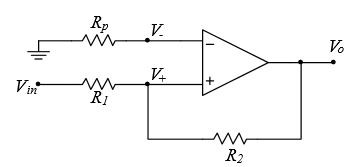 Rp V- Vo
−
Vin R1 V+ +
R2